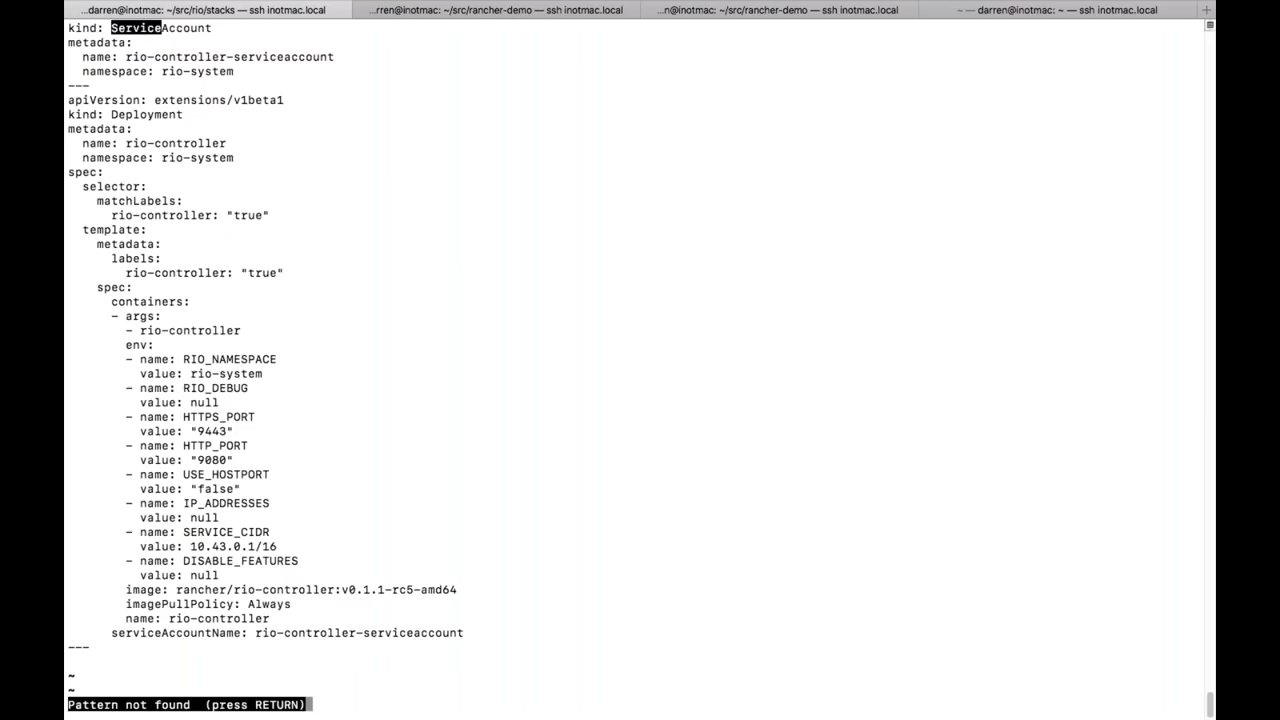 ...darren@inotmac: ~/src/rio/stacks — ssh inotmac.local
...rren@inotmac: ~/src/rancher-demo — ssh inotmac.local
...n@inotmac: ~/src/rancher-demo — ssh inotmac.local
~ — darren@inotmac: ~ — ssh inotmac.local
+
kind: ServiceAccount
metadata:
  name: rio-controller-serviceaccount
  namespace: rio-system
---
apiVersion: extensions/v1beta1
kind: Deployment
metadata:
  name: rio-controller
  namespace: rio-system
spec:
  selector:
    matchLabels:
      rio-controller: "true"
  template:
    metadata:
      labels:
        rio-controller: "true"
    spec:
      containers:
      - args:
        - rio-controller
        env:
        - name: RIO_NAMESPACE
          value: rio-system
        - name: RIO_DEBUG
          value: null
        - name: HTTPS_PORT
          value: "9443"
        - name: HTTP_PORT
          value: "9080"
        - name: USE_HOSTPORT
          value: "false"
        - name: IP_ADDRESSES
          value: null
        - name: SERVICE_CIDR
          value: 10.43.0.1/16
        - name: DISABLE_FEATURES
          value: null
        image: rancher/rio-controller:v0.1.1-rc5-amd64
        imagePullPolicy: Always
        name: rio-controller
      serviceAccountName: rio-controller-serviceaccount
---
~
~
Pattern not found  (press RETURN)